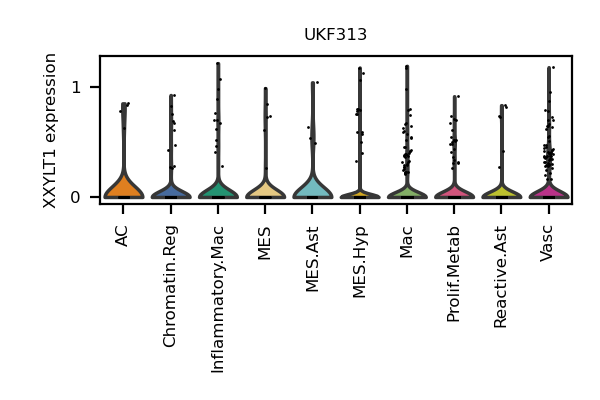 UKF313
XXYLT1 expression
1
0
AC
Chromatin.Reg
Inflammatory.Mac
MES
MES.Ast
MES.Hyp
Mac
Prolif.Metab
Reactive.Ast
Vasc